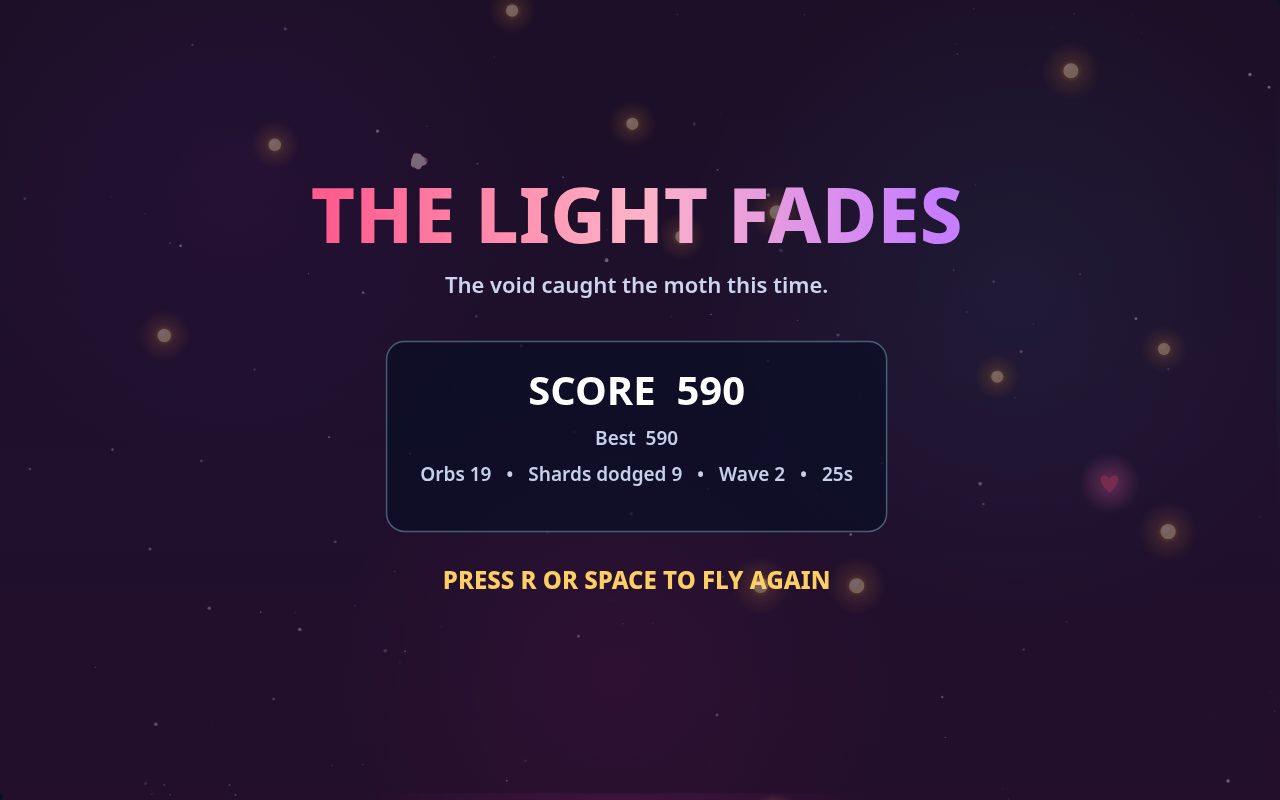 THE LIGHT FADES
The void caught the moth this time.
SCORE 590
Best 590
Orbs 19 • Shards dodged 9 • Wave 2 • 25s
PRESS R OR SPACE TO FLY AGAIN